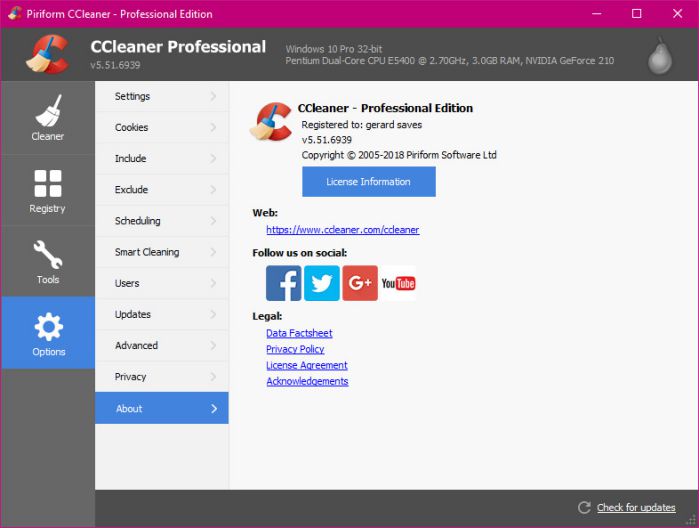 Piriform CCleaner - Professional Edition
CCleaner Professional
v5.51.6939
Windows 10 Pro 32-bit
Pentium Dual-Core CPU E5400 @ 2.70GHz, 3.0GB RAM, NVIDIA GeForce 210
Cleaner
Registry
Tools
Options
Settings
Cookies
Include
Exclude
Scheduling
Smart Cleaning
Users
Updates
Advanced
Privacy
About
CCleaner - Professional Edition
Registered to: gerard saves
v5.51.6939
Copyright © 2005-2018 Piriform Software Ltd
License Information
Web:
https://www.ccleaner.com/ccleaner
Follow us on social:
f
G+
YouTube
Legal:
Data Factsheet
Privacy Policy
License Agreement
Acknowledgements
Check for updates